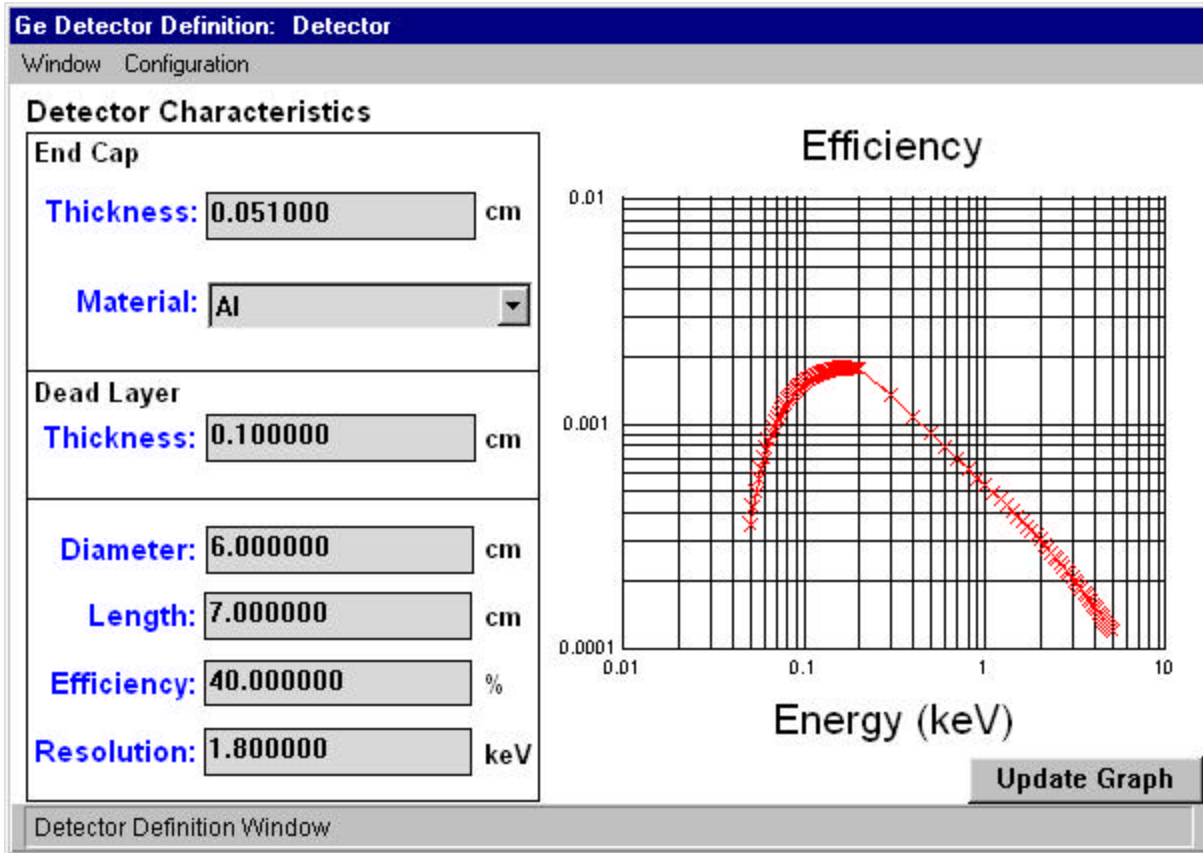 Ge Detector Definition: Detector
Window Configuration
Detector Characteristics
End Cap
Thickness: 0.051000 cm
Material: Al
Dead Layer
Thickness: 0.100000 cm
Diameter: 6.000000 cm
Length: 7.000000 cm
Efficiency: 40.000000 %
Resolution: 1.800000 keV
Efficiency
0.01
0.001
0.0001
0.01 0.1 1 10
Energy (keV)
Update Graph
Detector Definition Window